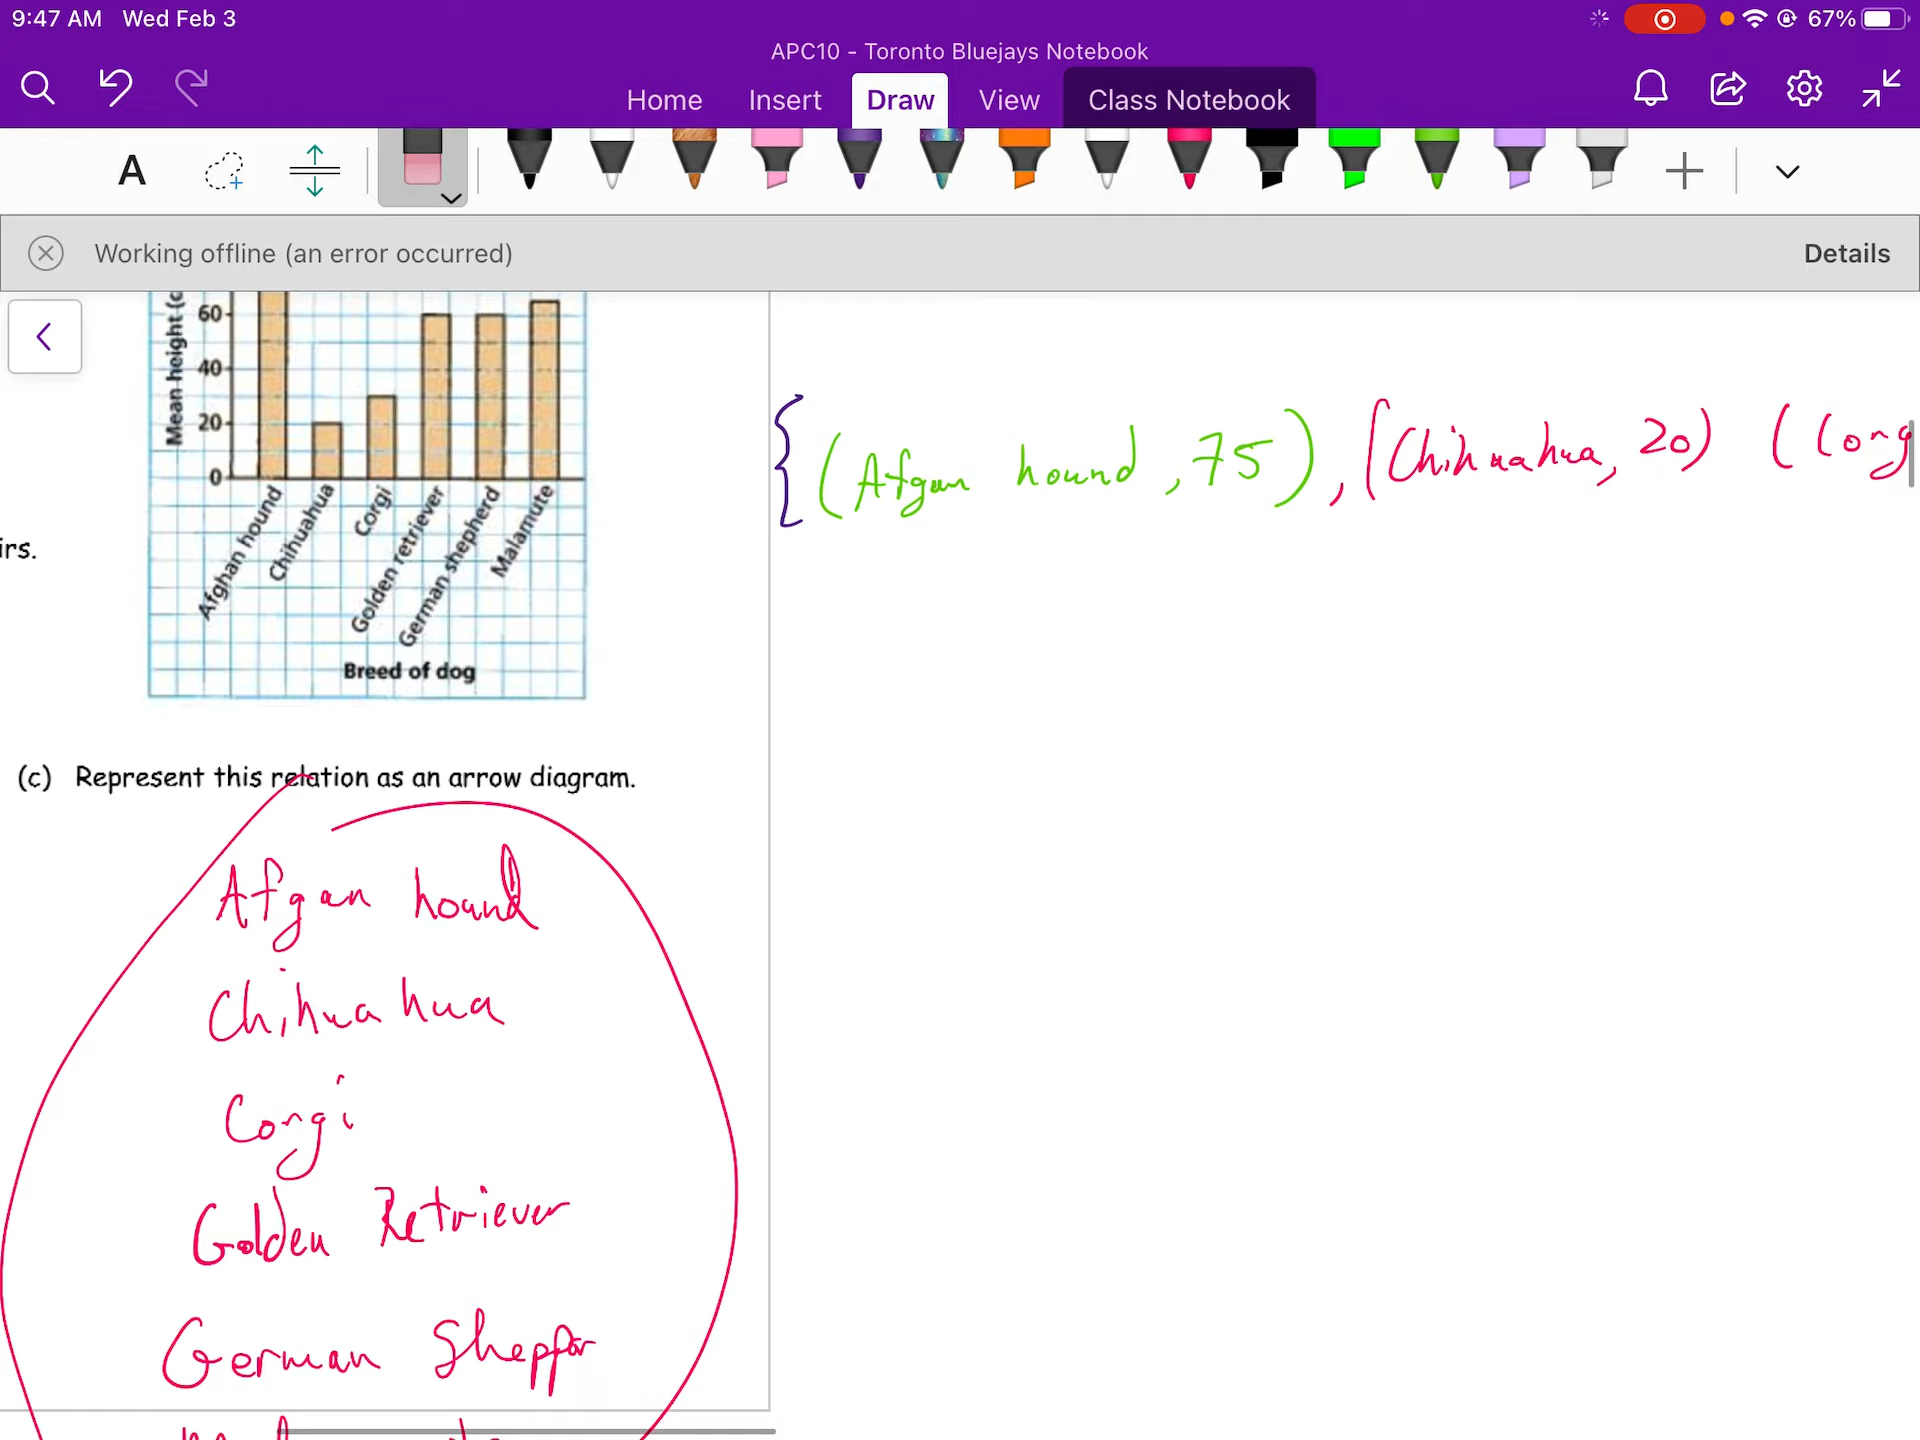 9:47 AM Wed Feb 3
67%
APC10 - Toronto Bluejays Notebook
Home Insert Draw View Class Notebook
A
Working offline (an error occurred)
Details
Mean height (c
60
40
20
0
Afghan hound
Chihuahua
Corgi
Golden retriever
German shepherd
Malamute
Breed of dog
irs.
{(Afgan hound, 75), (Chihuahua, 20) (Corg
(c) Represent this relation as an arrow diagram.
Afgan hound
Chihuahua
Corgi
Golden Retriever
German